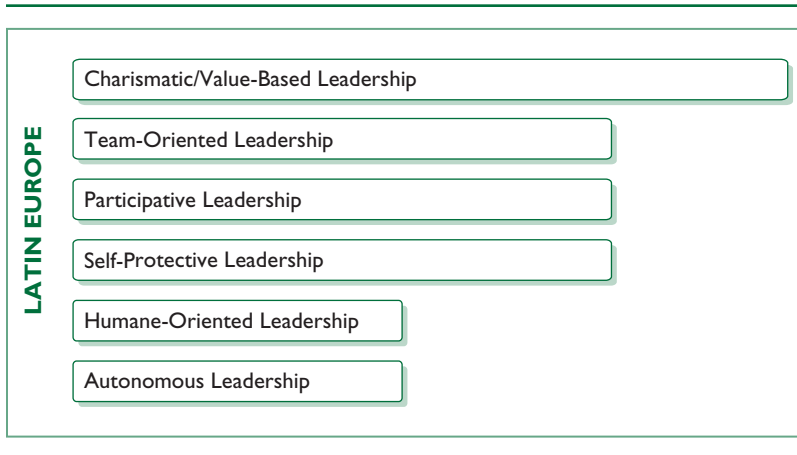 LATIN EUROPE
Charismatic/Value-Based Leadership
Team-Oriented Leadership
Participative Leadership
Self-Protective Leadership
Humane-Oriented Leadership
Autonomous Leadership